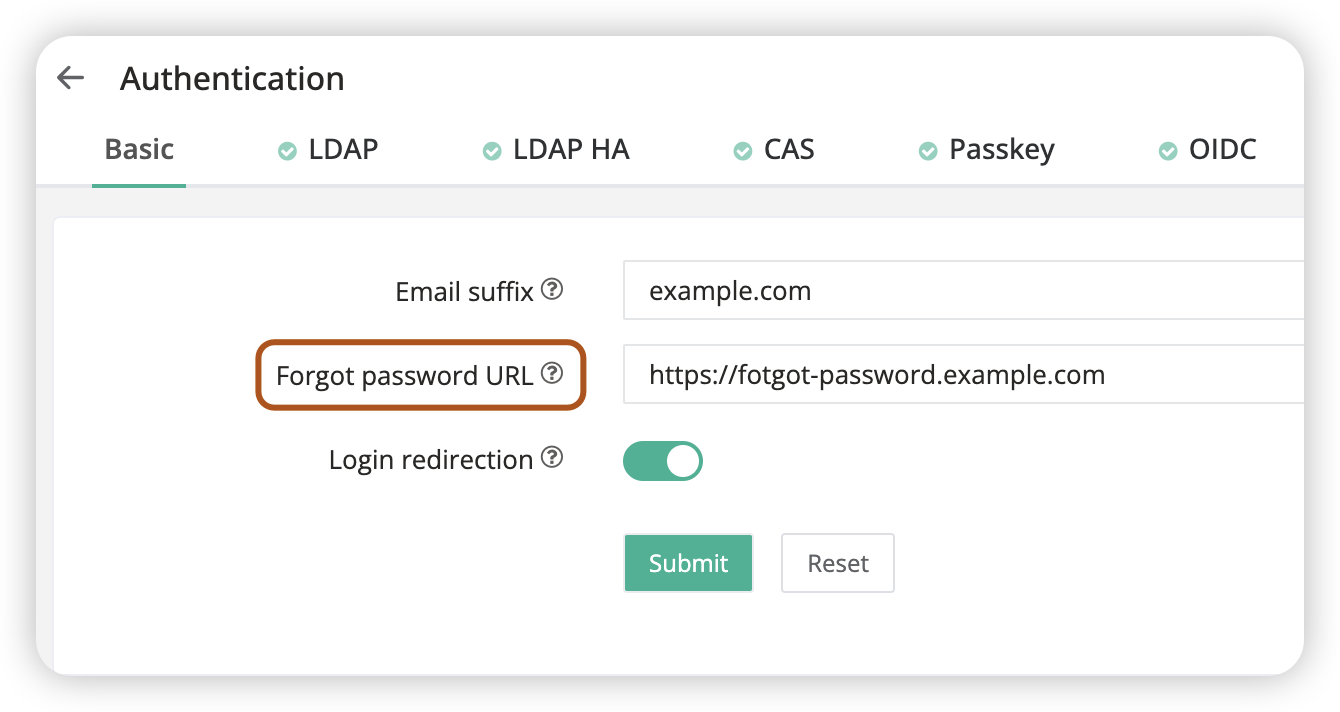 Authentication
Basic LDAP LDAP HA CAS Passkey OIDC
Email suffix ? example.com
Forgot password URL ? https://fotgot-password.example.com
Login redirection ?
Submit Reset